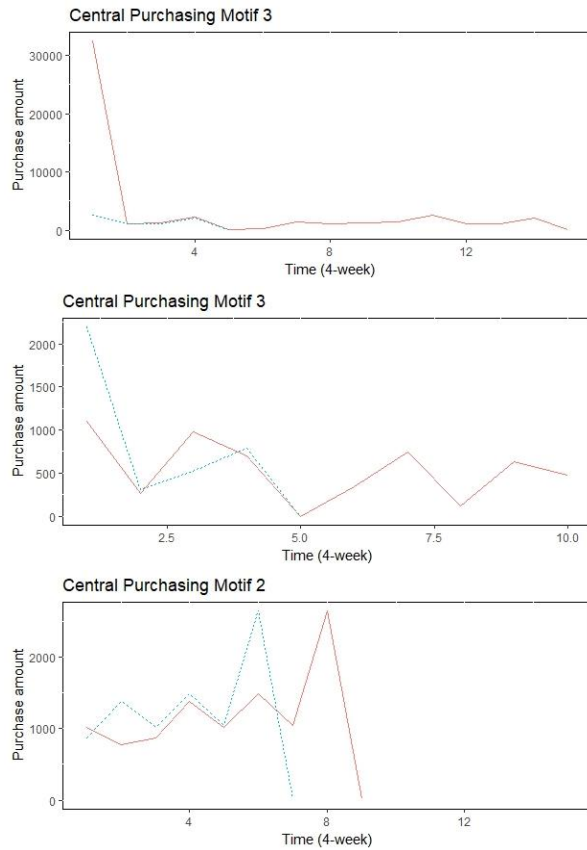 Central Purchasing Motif 3
30000
20000
10000
0
Purchase amount
4 8 12
Time (4-week)
Central Purchasing Motif 3
2000
1500
1000
500
0
Purchase amount
2.5 5.0 7.5 10.0
Time (4-week)
Central Purchasing Motif 2
2000
1000
0
Purchase amount
4 8 12
Time (4-week)